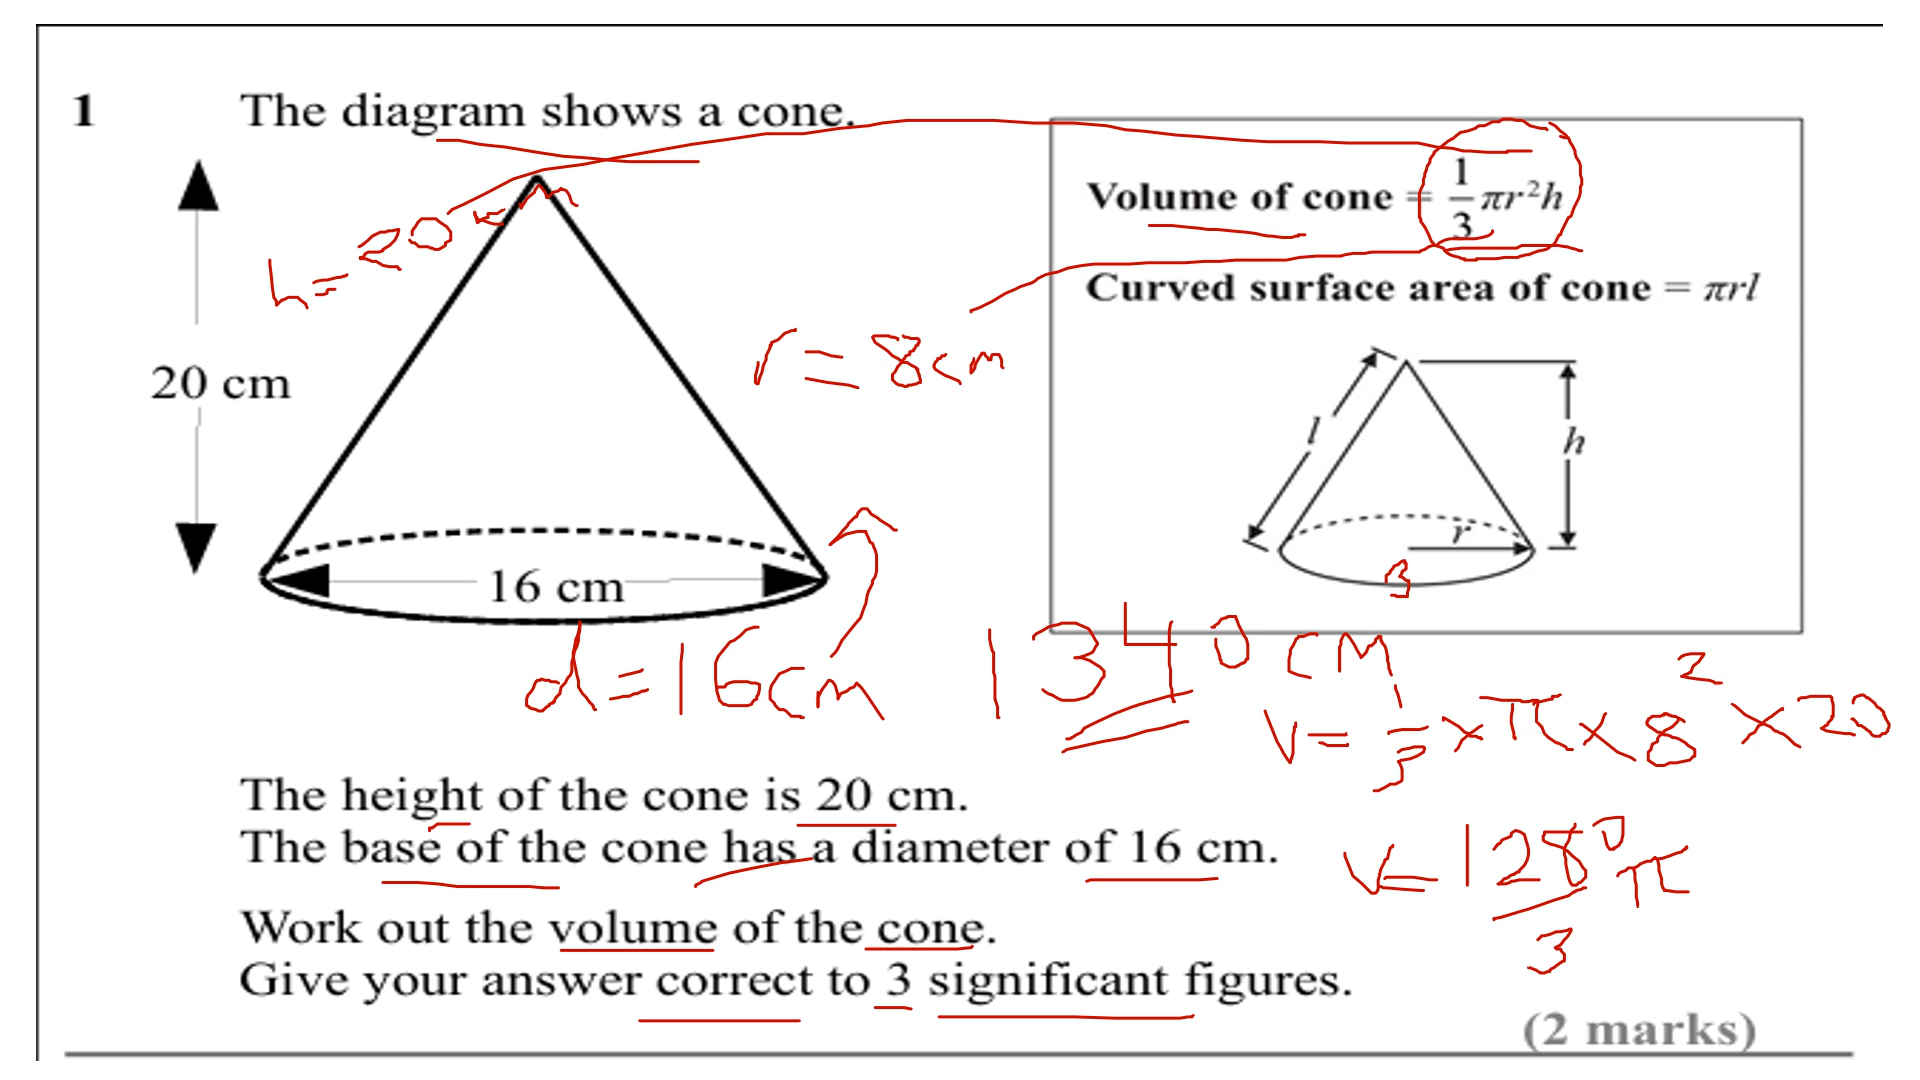 1 The diagram shows a cone.
Volume of cone = 1/3 πr²h
Curved surface area of cone = πrl
h = 20
r = 8cm
20 cm
l
h
r
16 cm
d = 16cm
1340 cm³
V = 1/3 × π × 8² × 20
V = 1280/3 π
The height of the cone is 20 cm.
The base of the cone has a diameter of 16 cm.
Work out the volume of the cone.
Give your answer correct to 3 significant figures.
(2 marks)